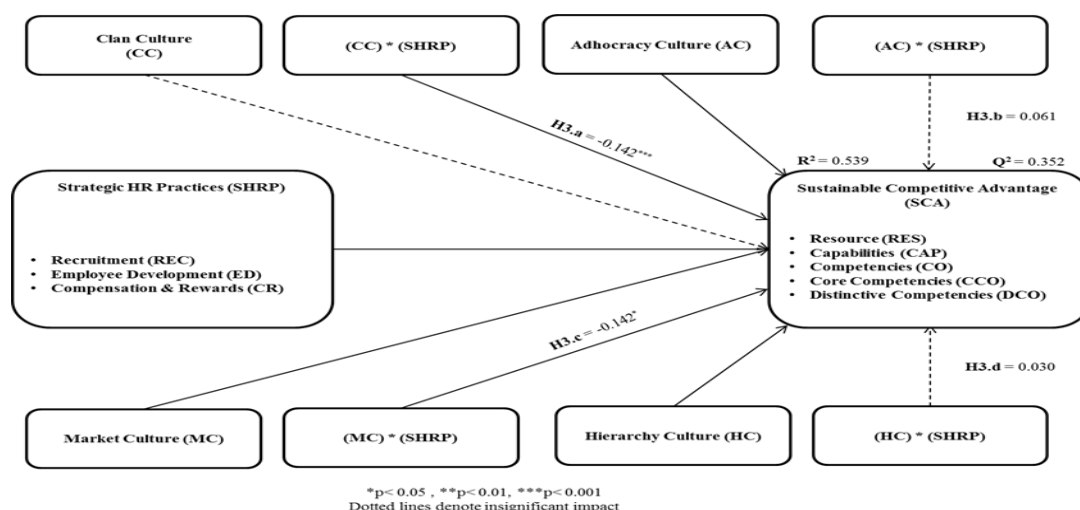 Clan Culture
(CC)
(CC) * (SHRP)
Adhocracy Culture (AC)
(AC) * (SHRP)
H3.a = -0.142***
H3.b = 0.061
R² = 0.539
Q² = 0.352
Strategic HR Practices (SHRP)
• Recruitment (REC)
• Employee Development (ED)
• Compensation & Rewards (CR)
Sustainable Competitive Advantage
(SCA)
• Resource (RES)
• Capabilities (CAP)
• Competencies (CO)
• Core Competencies (CCO)
• Distinctive Competencies (DCO)
H3.c = -0.142*
H3.d = 0.030
Market Culture (MC)
(MC) * (SHRP)
Hierarchy Culture (HC)
(HC) * (SHRP)
*p< 0.05 , **p< 0.01, ***p< 0.001
Dotted lines denote insignificant impact